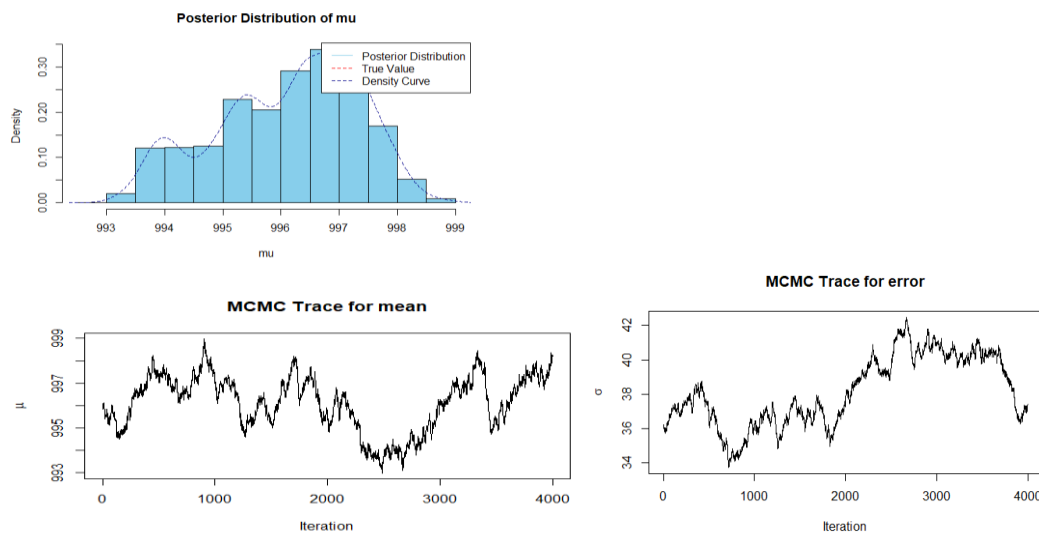 Posterior Distribution of mu
Posterior Distribution
True Value
Density Curve
Density
0.00
0.10
0.20
0.30
993 994 995 996 997 998 999
mu
MCMC Trace for mean
μ
993
995
997
999
0 1000 2000 3000 4000
Iteration
MCMC Trace for error
σ
42
40
38
36
34
0 1000 2000 3000 4000
Iteration